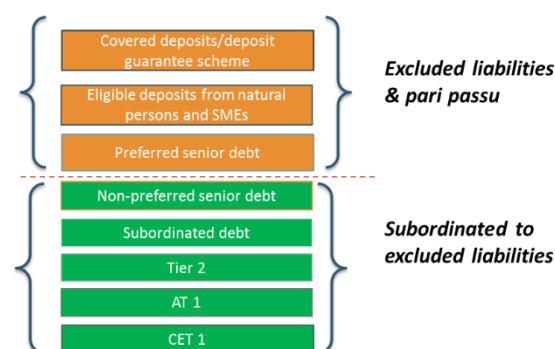 Covered deposits/deposit
guarantee scheme
Eligible deposits from natural
persons and SMEs
Preferred senior debt
Excluded liabilities
& pari passu
Non-preferred senior debt
Subordinated debt
Tier 2
AT 1
CET 1
Subordinated to
excluded liabilities